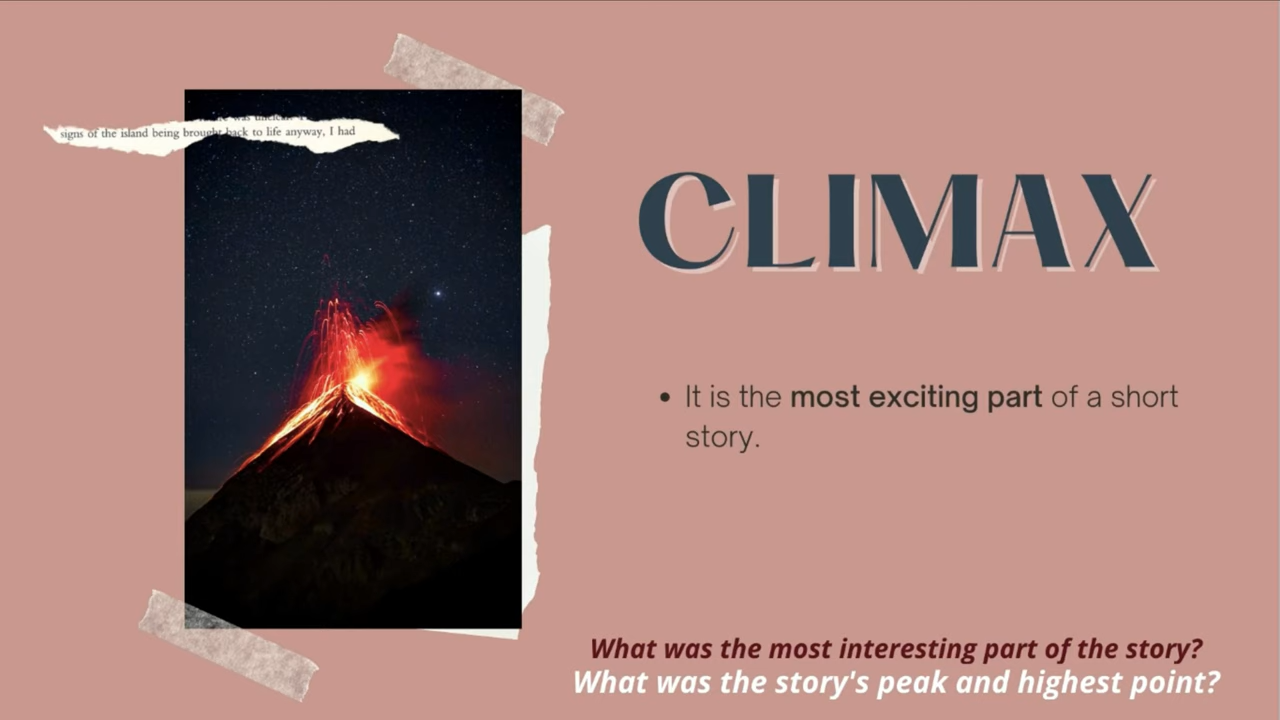 was unclear.
signs of the island being brought back to life anyway, I had
CLIMAX
• It is the most exciting part of a short
story.
What was the most interesting part of the story?
What was the story's peak and highest point?